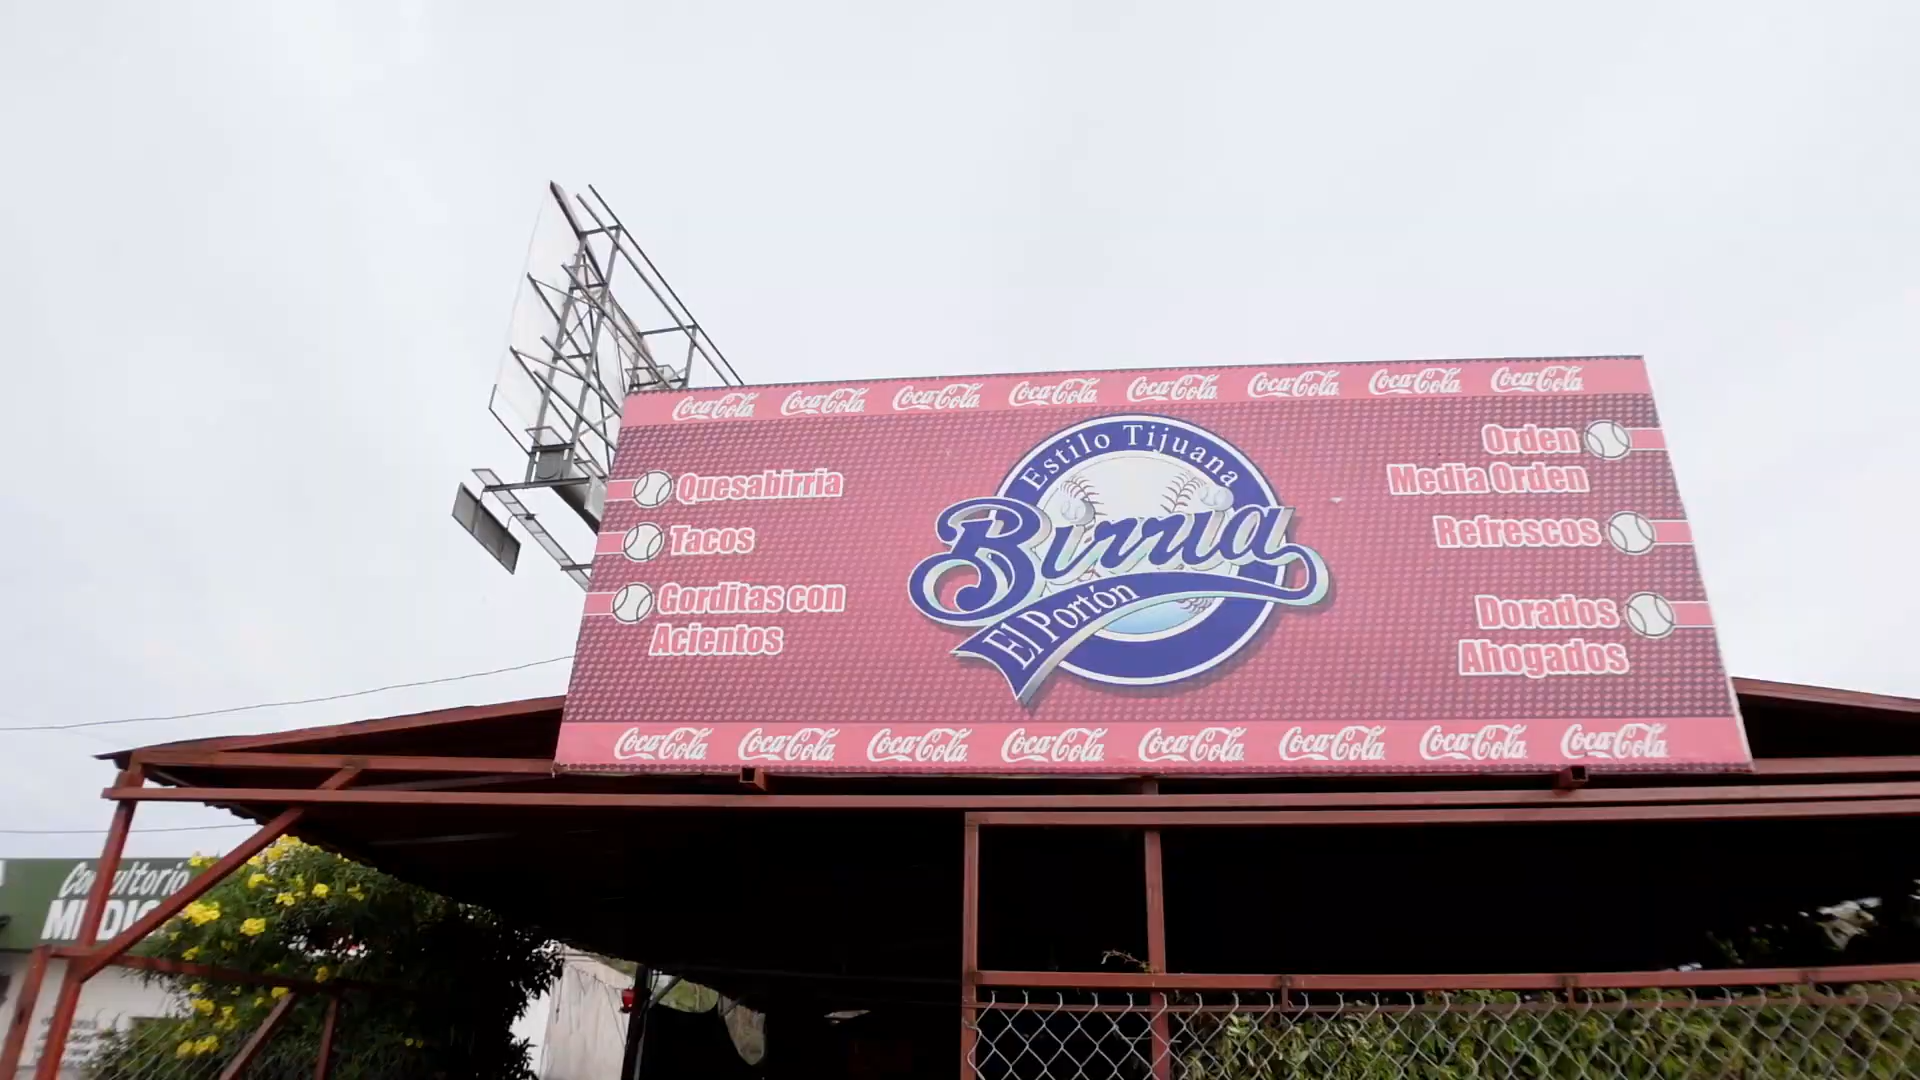 Coca-Cola Coca-Cola Coca-Cola Coca-Cola Coca-Cola Coca-Cola Coca-Cola Coca-Cola
Quesabirria
Tacos
Gorditas con
Acientos
Estilo Tijuana
Birria
El Portón
Orden
Media Orden
Refrescos
Dorados
Ahogados
Coca-Cola Coca-Cola Coca-Cola Coca-Cola Coca-Cola Coca-Cola Coca-Cola Coca-Cola
Consultorio